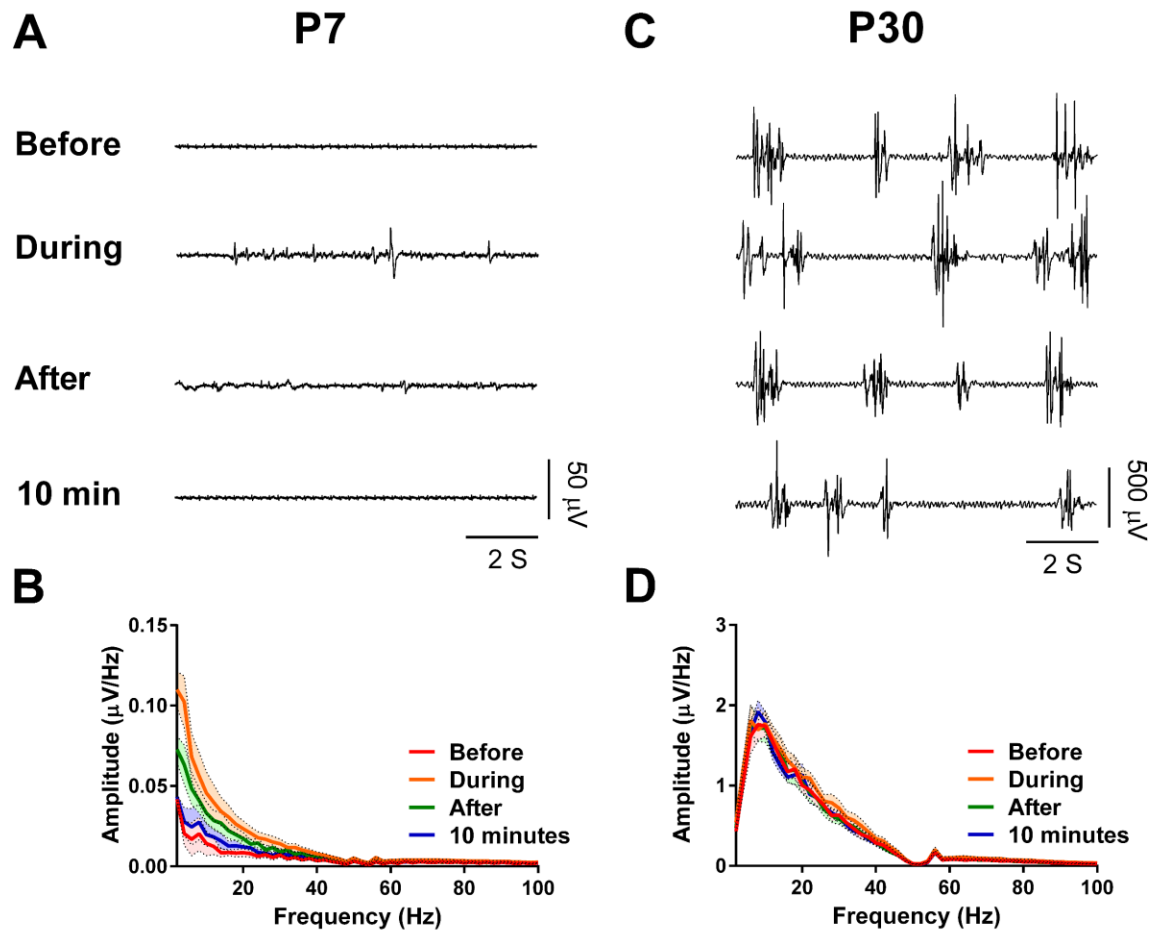 A
P7
Before
During
After
10 min
50 μV
2 S
B
0.15
0.10
0.05
0.00
Amplitude (μV/Hz)
20
40
60
80
100
Frequency (Hz)
Before
During
After
10 minutes
C
P30
500 μV
2 S
D
3
2
1
0
Amplitude (μV/Hz)
20
40
60
80
100
Frequency (Hz)
Before
During
After
10 minutes